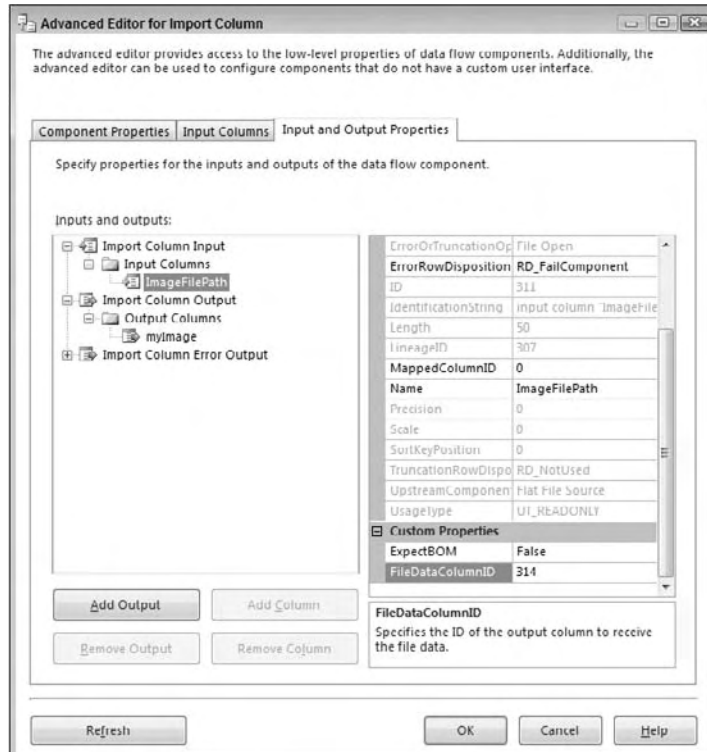 Advanced Editor for Import Column
The advanced editor provides access to the low-level properties of data flow components. Additionally, the
advanced editor can be used to configure components that do not have a custom user interface.
Component Properties
Input Columns
Input and Output Properties
Specify properties for the inputs and outputs of the data flow component.
Inputs and outputs:
Import Column Input
Input Columns
ImageFilePath
Import Column Output
Output Columns
myImage
Import Column Error Output
ErrorOrTruncationOp File Open
ErrorRowDisposition RD_FailComponent
ID 311
IdentificationString input column "ImageFile
Length 50
LineageID 307
MappedColumnID 0
Name ImageFilePath
Precision 0
Scale 0
SortKeyPosition 0
TruncationRowDispo RD_NotUsed
UpstreamComponen Flat File Source
UsageType UT_READONLY
Custom Properties
ExpectBOM False
FileDataColumnID 314
Add Output
Add Column
Remove Output
Remove Column
FileDataColumnID
Specifies the ID of the output column to receive
the file data.
Refresh
OK
Cancel
Help